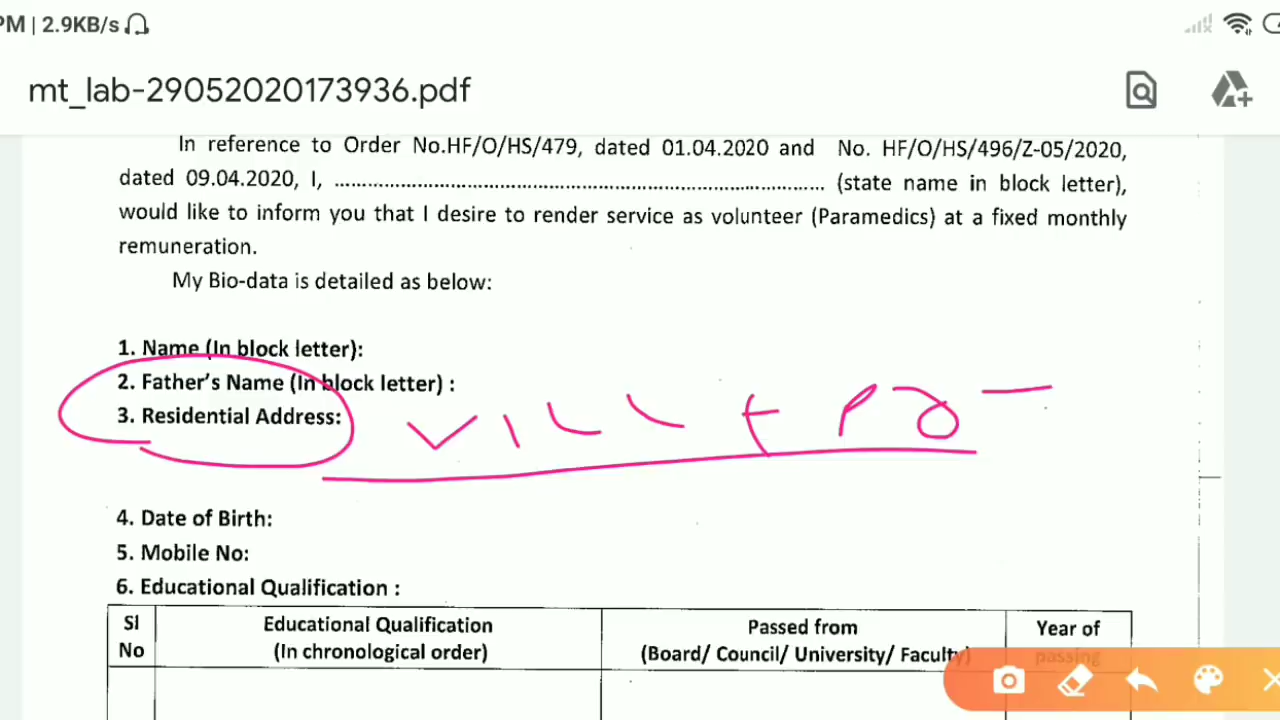 PM | 2.9KB/s
mt_lab-29052020173936.pdf
In reference to Order No.HF/O/HS/479, dated 01.04.2020 and No. HF/O/HS/496/Z-05/2020,
dated 09.04.2020, I, ........................................................................................ (state name in block letter),
would like to inform you that I desire to render service as volunteer (Paramedics) at a fixed monthly
remuneration.
My Bio-data is detailed as below:
1. Name (In block letter):
2. Father's Name (In block letter) :
3. Residential Address: VILL + PO -
4. Date of Birth:
5. Mobile No:
6. Educational Qualification :
Sl No
Educational Qualification
(In chronological order)
Passed from
(Board/ Council/ University/ Faculty)
Year of
passing